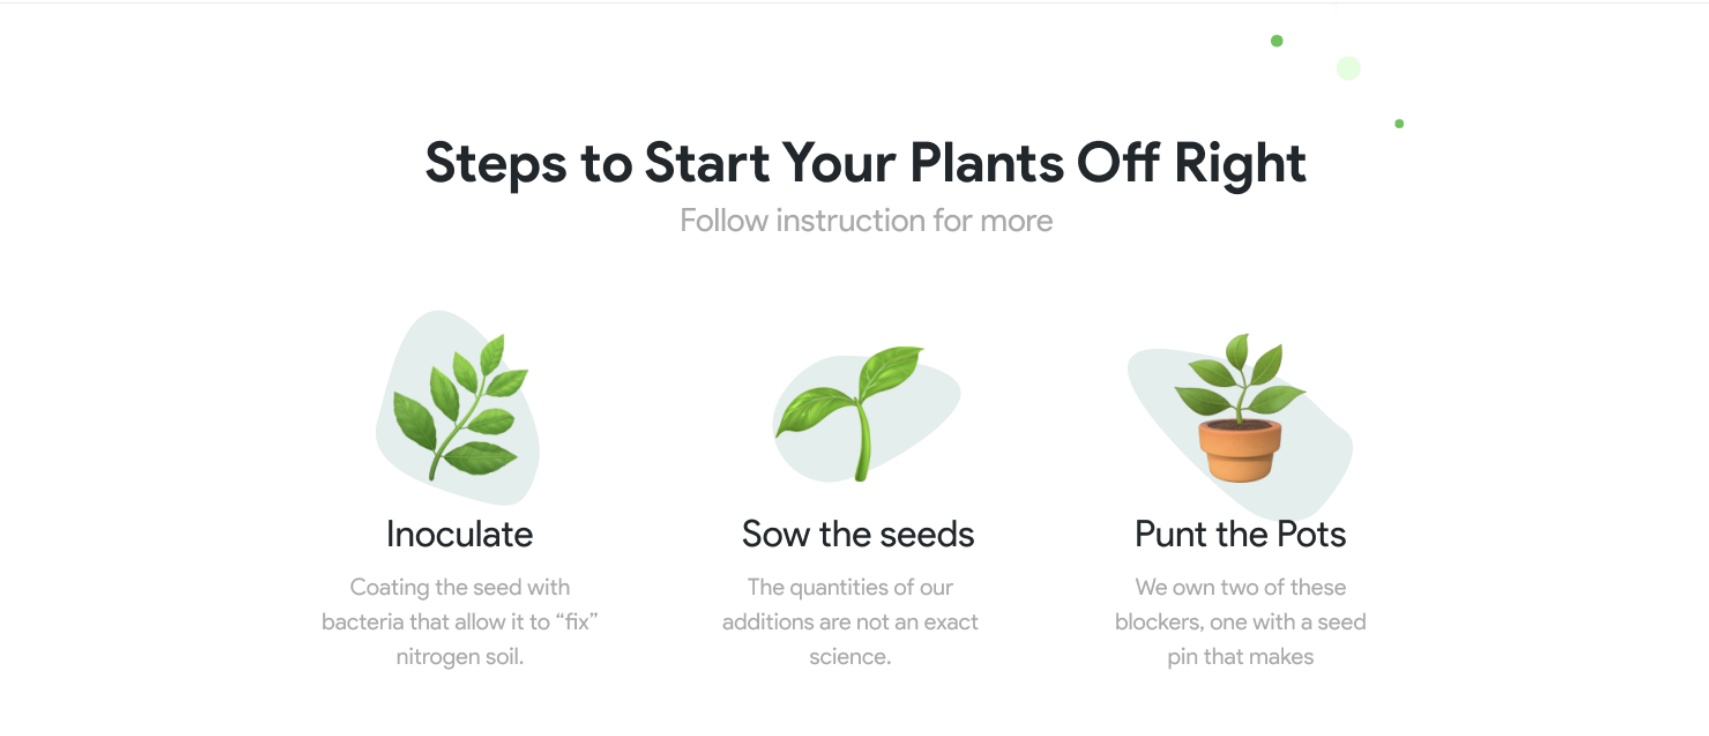 Steps to Start Your Plants Off Right
Follow instruction for more
Inoculate
Coating the seed with
bacteria that allow it to “fix”
nitrogen soil.
Sow the seeds
The quantities of our
additions are not an exact
science.
Punt the Pots
We own two of these
blockers, one with a seed
pin that makes